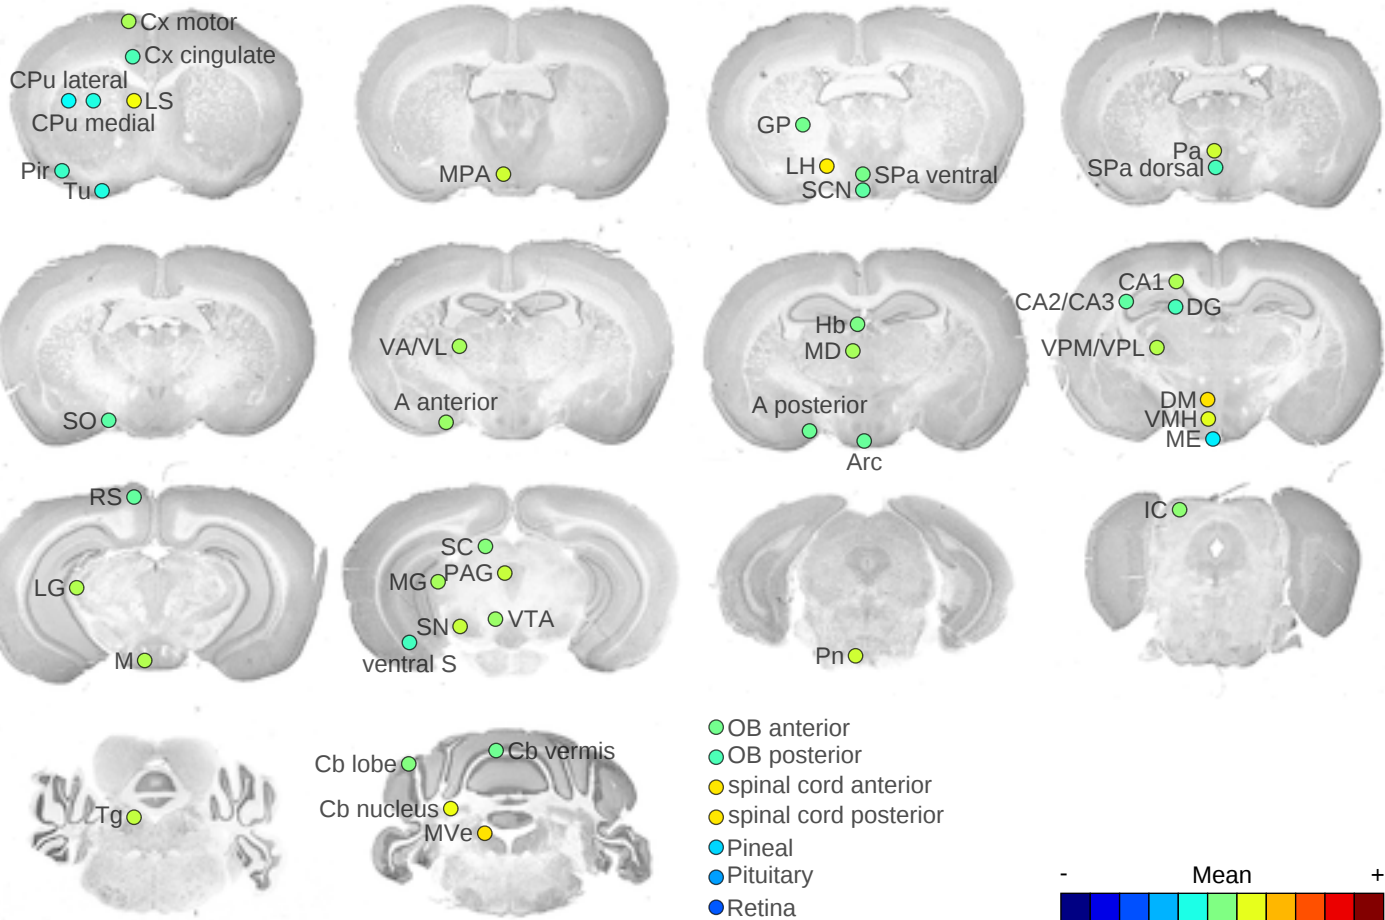 Cx motor
Cx cingulate
CPu lateral
LS
CPu medial
Pir
Tu
MPA
GP
LH
SPa ventral
SCN
Pa
SPa dorsal
SO
VA/VL
A anterior
Hb
MD
A posterior
Arc
CA1
CA2/CA3
DG
VPM/VPL
DM
VMH
ME
RS
LG
M
SC
MG
PAG
SN
VTA
ventral S
Pn
IC
Tg
Cb lobe
Cb vermis
Cb nucleus
MVe
OB anterior
OB posterior
spinal cord anterior
spinal cord posterior
Pineal
Pituitary
Retina
- Mean +